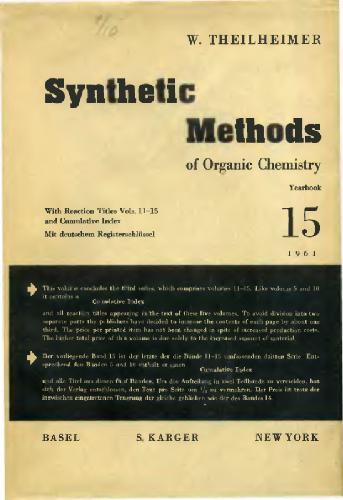 W. THEILHEIMER
Synthetic
Methods
of Organic Chemistry
Yearbook
With Reaction Titles Vols. 11–15
and Cumulative Index
Mit deutschem Registerschlüssel
15
1961
This volume concludes the third series, which comprises volumes 11–15. Like volume 5 and 10
it contains a
Cumulative Index
and all reaction titles appearing in the text of these five volumes. To avoid division into two
separate parts the publishers have decided to increase the contents of each page by about one
third. The price per printed item has not been changed in spite of increased production costs.
The higher total price of this volume is due solely to the increased amount of material.
Der vorliegende Band 15 ist der letzte der die Bände 11–15 umfassenden dritten Serie. Ent-
sprechend den Bänden 5 und 10 enthält er einen
Cumulative Index
und alle Titel aus diesen fünf Bänden. Um die Aufteilung in zwei Teilbände zu vermeiden, hat
sich der Verlag entschlossen, den Text pro Seite um 1/3 zu vermehren. Der Preis ist trotz der
inzwischen eingetretenen Teuerung der gleiche geblieben wie der des Bandes 14.
BASEL S. KARGER NEW YORK